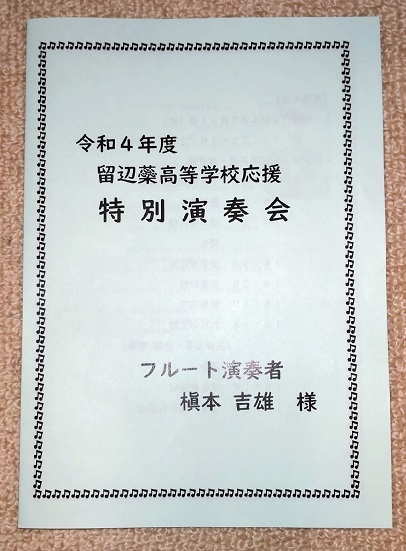 令和４年度
留辺蘂高等学校応援
特別演奏会
フルート演奏者
槇本 吉雄 様